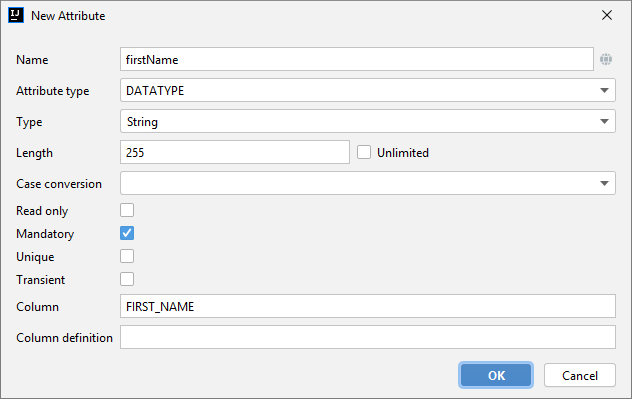 IJ New Attribute
Name firstName
Attribute type DATATYPE
Type String
Length 255 Unlimited
Case conversion
Read only
Mandatory
Unique
Transient
Column FIRST_NAME
Column definition
OK Cancel